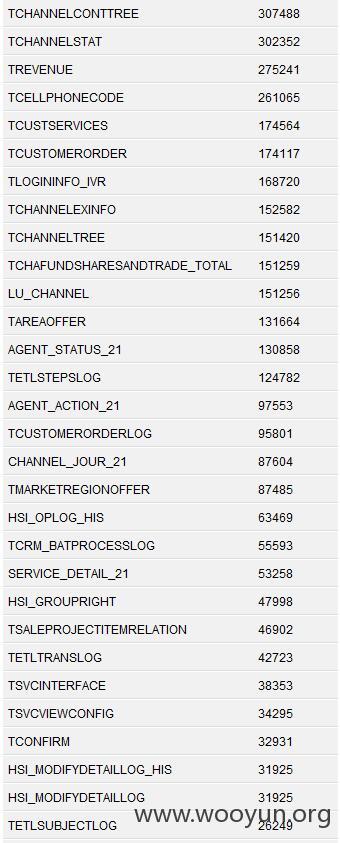 TCHANNELCONTTREE 307488
TCHANNELSTAT 302352
TREVENUE 275241
TCELLPHONECODE 261065
TCUSTSERVICES 174564
TCUSTOMERORDER 174117
TLOGININFO_IVR 168720
TCHANNELEXINFO 152582
TCHANNELTREE 151420
TCHAFUNDSHARESANDTRADE_TOTAL 151259
LU_CHANNEL 151256
TAREAOFFER 131664
AGENT_STATUS_21 130858
TETLSTEPSLOG 124782
AGENT_ACTION_21 97553
TCUSTOMERORDERLOG 95801
CHANNEL_JOUR_21 87604
TMARKETREGIONOFFER 87485
HSI_OPLOG_HIS 63469
TCRM_BATPROCESSLOG 55593
SERVICE_DETAIL_21 53258
HSI_GROUPRIGHT 47998
TSALEPROJECTITEMRELATION 46902
TETLTRANSLOG 42723
TSVCINTERFACE 38353
TSVCVIEWCONFIG 34295
TCONFIRM 32931
HSI_MODIFYDETAILLOG_HIS 31925
HSI_MODIFYDETAILLOG 31925
www.wooyun.org
TETLSUBJECTLOG 26249